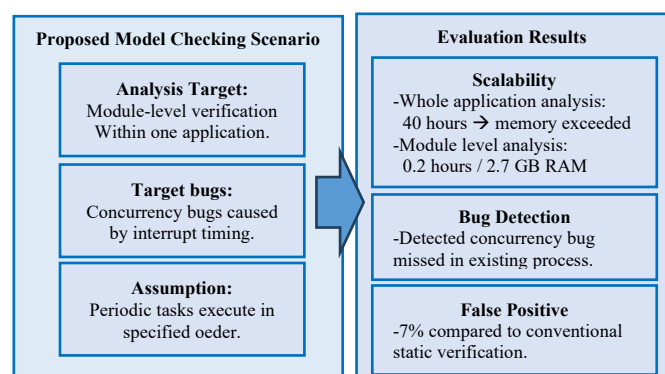 Proposed Model Checking Scenario
Analysis Target:
Module-level verification
Within one application.
Target bugs:
Concurrency bugs caused
by interrupt timing.
Assumption:
Periodic tasks execute in
specified oeder.
Evaluation Results
Scalability
-Whole application analysis:
40 hours → memory exceeded
-Module level analysis:
0.2 hours / 2.7 GB RAM
Bug Detection
-Detected concurrency bug
missed in existing process.
False Positive
-7% compared to conventional
static verification.